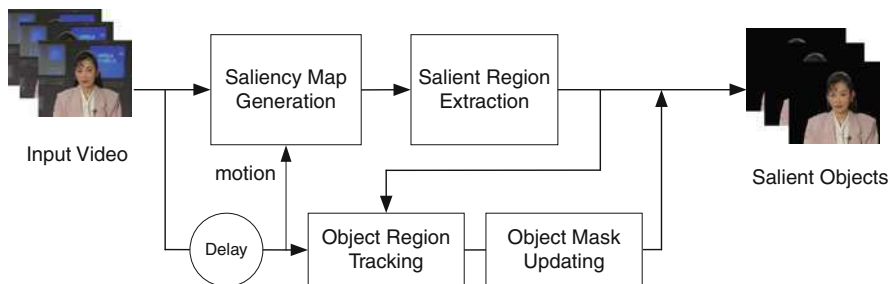 Saliency Map
Generation
Salient Region
Extraction
Input Video
motion
Salient Objects
Delay
Object Region
Tracking
Object Mask
Updating